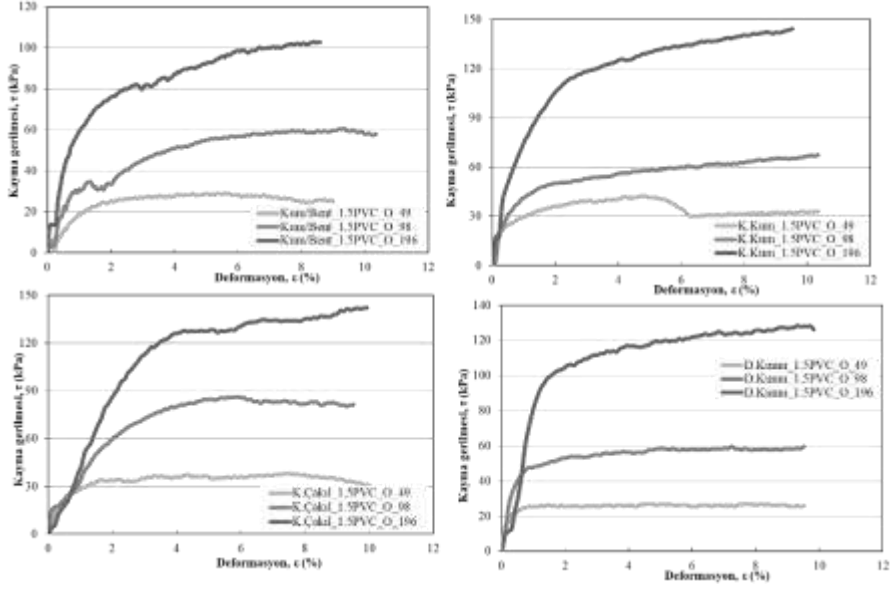 120
100
80
60
40
20
0
Kayma gerilmesi, τ (kPa)
Kum/Bent_1.5PVC_O_49
Kum/Bent_1.5PVC_O_98
Kum/Bent_1.5PVC_O_196
0 2 4 6 8 10 12
Deformasyon, ε (%)
150
120
90
60
30
0
Kayma gerilmesi, τ (kPa)
K.Kum_1.5PVC_O_49
K.Kum_1.5PVC_O_98
K.Kum_1.5PVC_O_196
0 2 4 6 8 10 12
Deformasyon, ε (%)
150
120
90
60
30
0
Kayma gerilmesi, τ (kPa)
K.Çakıl_1.5PVC_O_49
K.Çakıl_1.5PVC_O_98
K.Çakıl_1.5PVC_O_196
0 2 4 6 8 10 12
Deformasyon, ε (%)
140
120
100
80
60
40
20
0
Kayma gerilmesi, τ (kPa)
D.Kumu_1.5PVC_O_49
D.Kumu_1.5PVC_O_98
D.Kumu_1.5PVC_O_196
0 2 4 6 8 10 12
Deformasyon, ε (%)